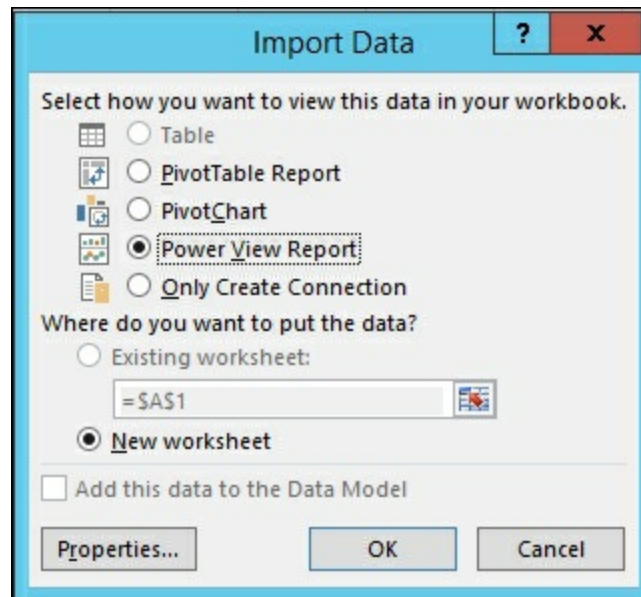 Import Data
?
x
Select how you want to view this data in your workbook.
Table
PivotTable Report
PivotChart
Power View Report
Only Create Connection
Where do you want to put the data?
Existing worksheet:
=$A$1
New worksheet
Add this data to the Data Model
Properties...
OK
Cancel